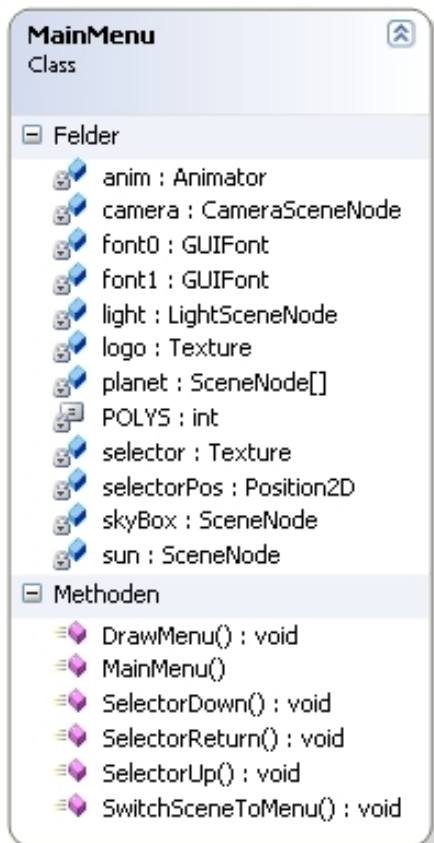 MainMenu
Class
Felder
anim : Animator
camera : CameraSceneNode
font0 : GUIFont
font1 : GUIFont
light : LightSceneNode
logo : Texture
planet : SceneNode[]
POLYS : int
selector : Texture
selectorPos : Position2D
skyBox : SceneNode
sun : SceneNode
Methoden
DrawMenu() : void
MainMenu()
SelectorDown() : void
SelectorReturn() : void
SelectorUp() : void
SwitchSceneToMenu() : void